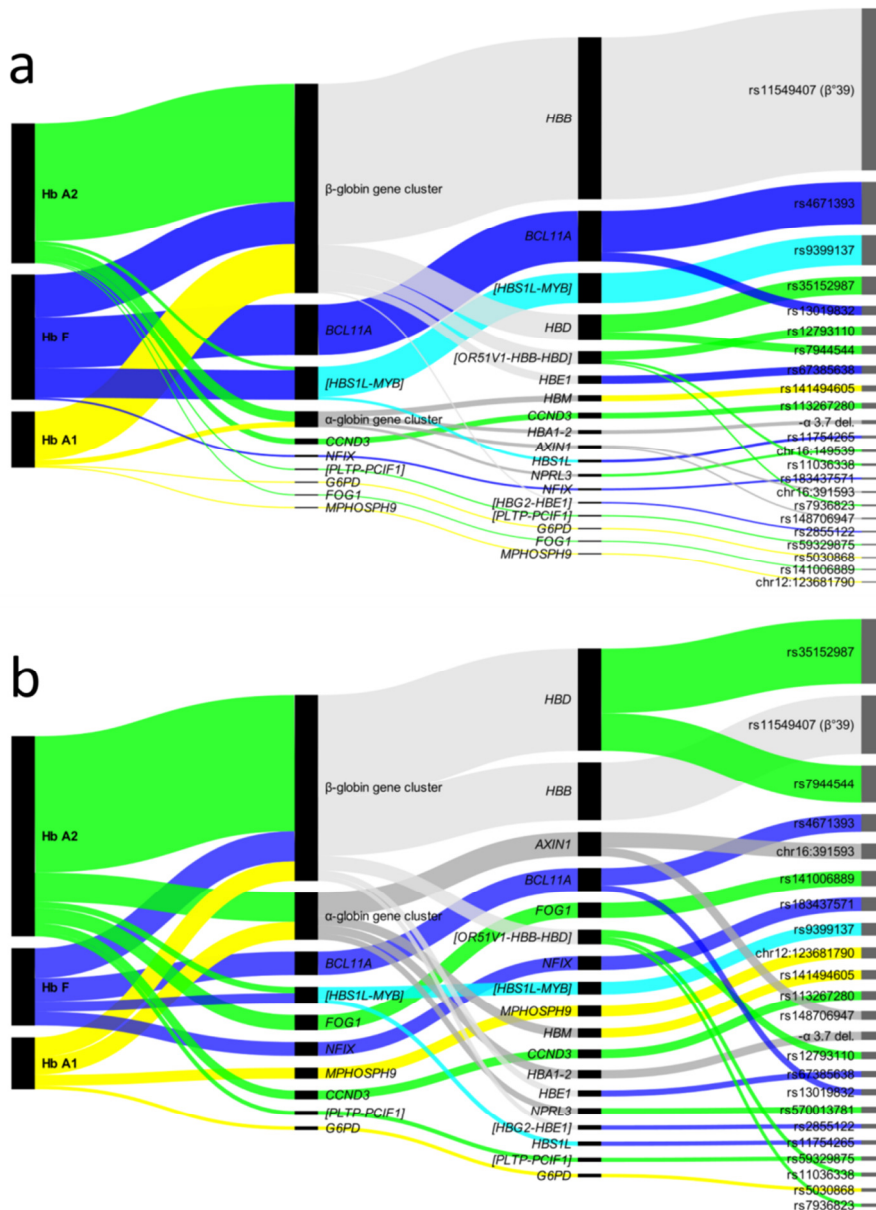 a
Hb A2
Hb F
Hb A1
β-globin gene cluster
BCL11A
[HBS1L-MYB]
α-globin gene cluster
CCND3
NFIX
[PLTP-PCIF1]
G6PD
FOG1
MPHOSPH9
HBB
BCL11A
[HBS1L-MYB]
HBD
[OR51V1-HBB-HBD]
HBE1
HBM
CCND3
HBA1-2
AXIN1
HBS1L
NPRL3
NFIX
[HBG2-HBE1]
[PLTP-PCIF1]
G6PD
FOG1
MPHOSPH9
rs11549407 (β°39)
rs4671393
rs9399137
rs35152987
rs13019832
rs12793110
rs7944544
rs67385638
rs141494605
rs113267280
-α 3.7 del.
rs11754265
chr16:149539
rs11036338
rs183437571
chr16:391593
rs7936823
rs148706947
rs2855122
rs59329875
rs5030868
rs141006889
chr12:123681790
b
Hb A2
Hb F
Hb A1
β-globin gene cluster
α-globin gene cluster
BCL11A
[HBS1L-MYB]
FOG1
NFIX
MPHOSPH9
CCND3
[PLTP-PCIF1]
G6PD
HBD
HBB
AXIN1
BCL11A
FOG1
[OR51V1-HBB-HBD]
NFIX
[HBS1L-MYB]
MPHOSPH9
HBM
CCND3
HBA1-2
HBE1
NPRL3
[HBG2-HBE1]
HBS1L
[PLTP-PCIF1]
G6PD
rs35152987
rs11549407 (β°39)
rs7944544
rs4671393
chr16:391593
rs141006889
rs183437571
rs9399137
chr12:123681790
rs141494605
rs113267280
rs148706947
-α 3.7 del.
rs12793110
rs67385638
rs13019832
rs570013781
rs2855122
rs11754265
rs59329875
rs11036338
rs5030868
rs7936823